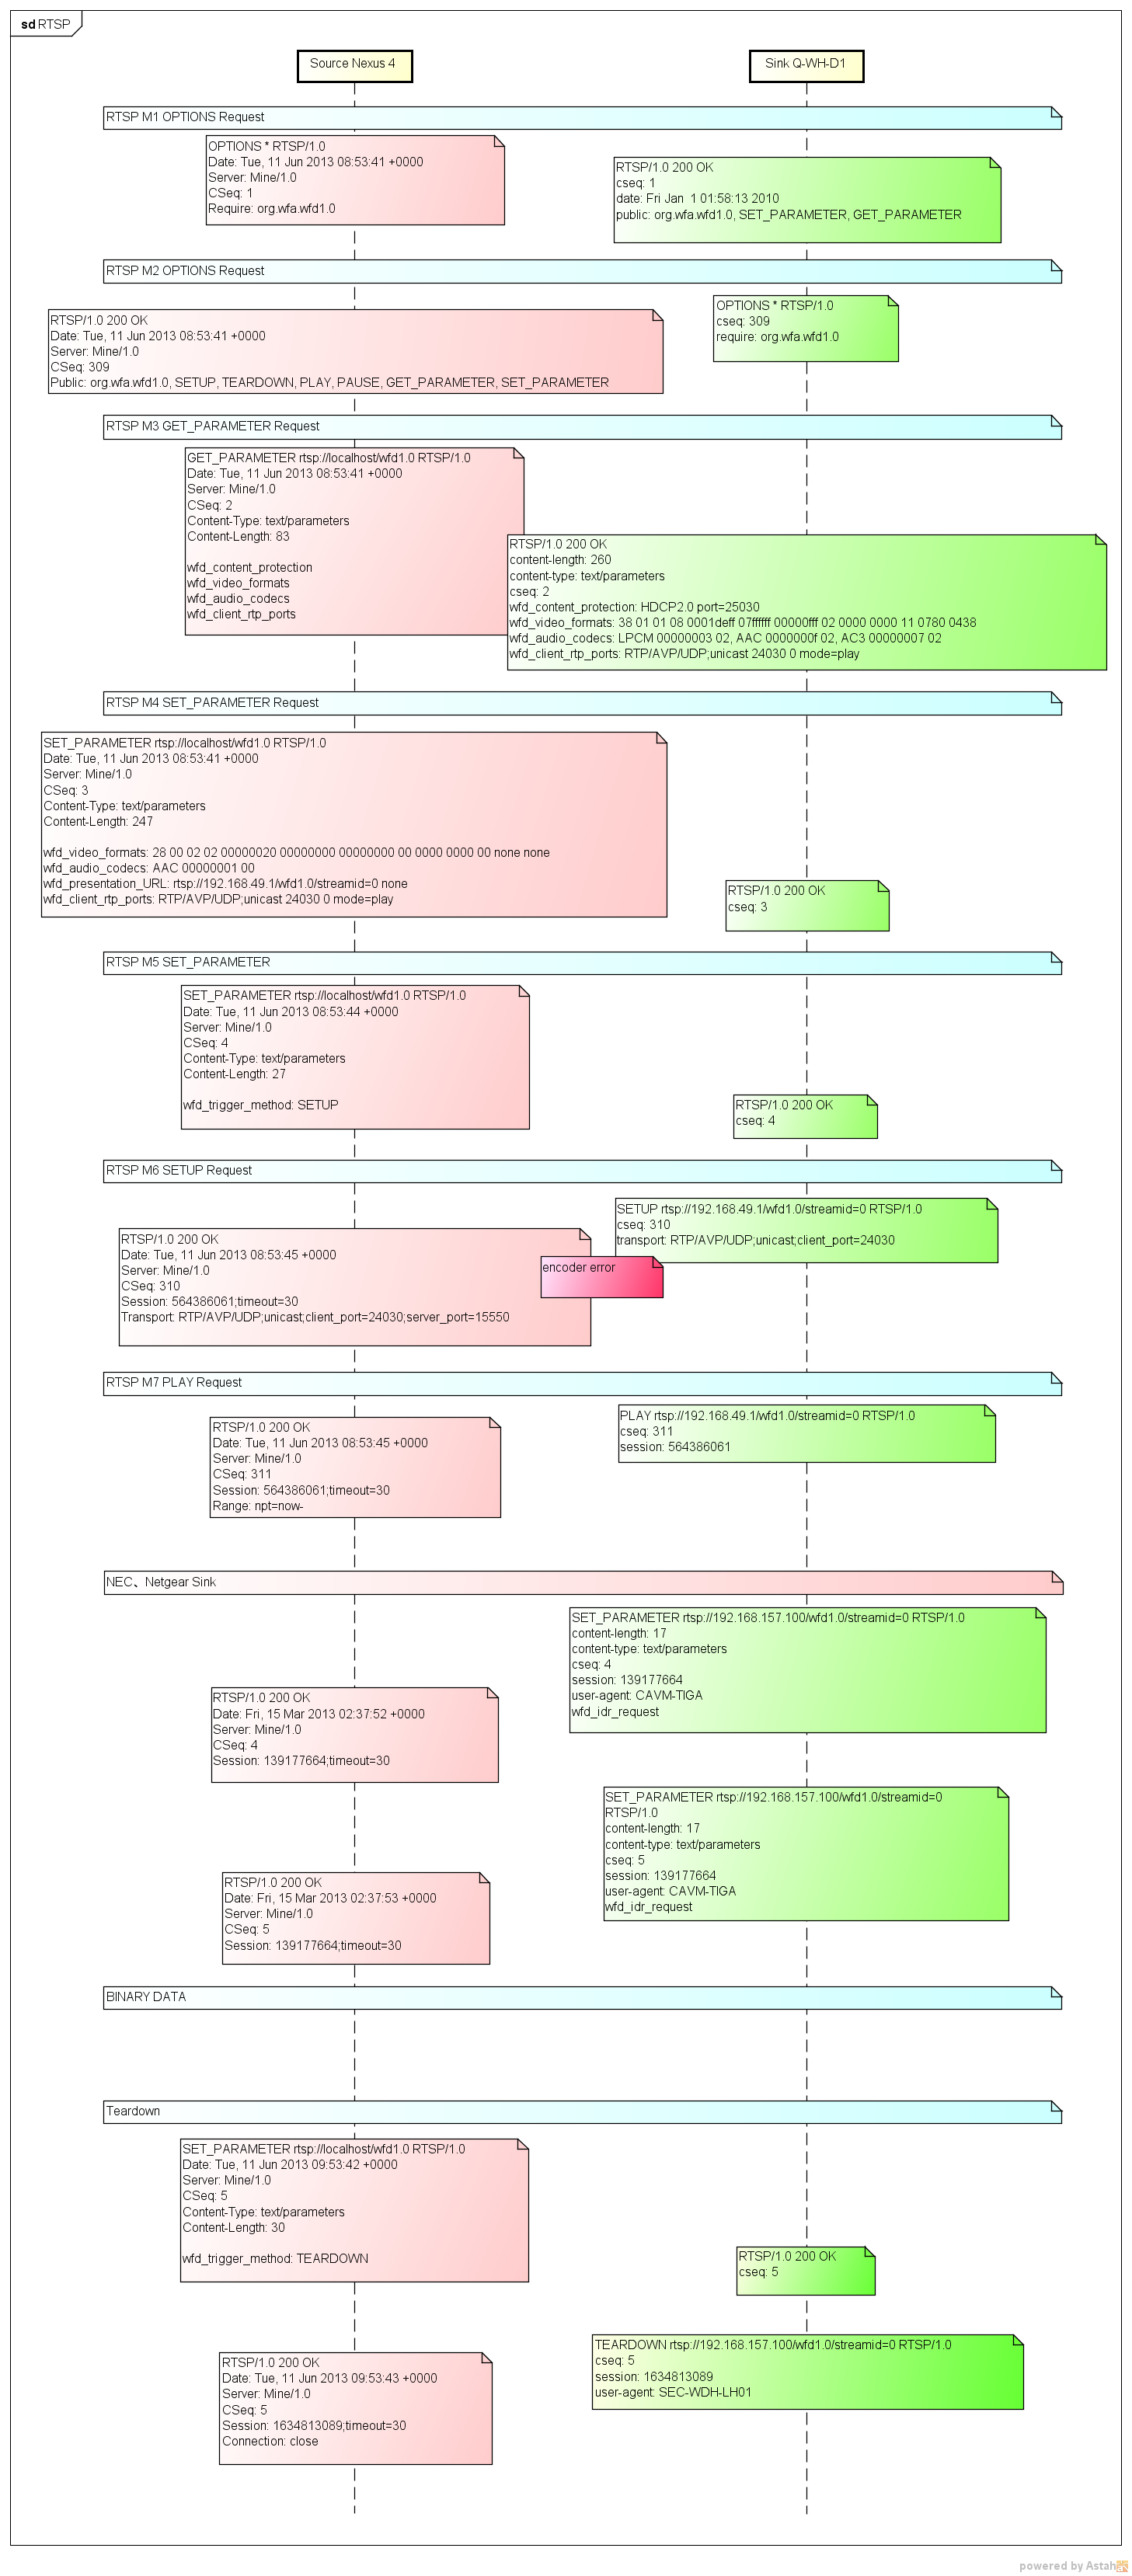 sd RTSP
Source Nexus 4
Sink Q-WH-D1
RTSP M1 OPTIONS Request
OPTIONS * RTSP/1.0
Date: Tue, 11 Jun 2013 08:53:41 +0000
Server: Mine/1.0
CSeq: 1
Require: org.wfa.wfd1.0
RTSP/1.0 200 OK
cseq: 1
date: Fri Jan  1 01:58:13 2010
public: org.wfa.wfd1.0, SET_PARAMETER, GET_PARAMETER
RTSP M2 OPTIONS Request
OPTIONS * RTSP/1.0
cseq: 309
require: org.wfa.wfd1.0
RTSP/1.0 200 OK
Date: Tue, 11 Jun 2013 08:53:41 +0000
Server: Mine/1.0
CSeq: 309
Public: org.wfa.wfd1.0, SETUP, TEARDOWN, PLAY, PAUSE, GET_PARAMETER, SET_PARAMETER
RTSP M3 GET_PARAMETER Request
GET_PARAMETER rtsp://localhost/wfd1.0 RTSP/1.0
Date: Tue, 11 Jun 2013 08:53:41 +0000
Server: Mine/1.0
CSeq: 2
Content-Type: text/parameters
Content-Length: 83
wfd_content_protection
wfd_video_formats
wfd_audio_codecs
wfd_client_rtp_ports
RTSP/1.0 200 OK
content-length: 260
content-type: text/parameters
cseq: 2
wfd_content_protection: HDCP2.0 port=25030
wfd_video_formats: 38 01 01 08 0001deff 07ffffff 00000fff 02 0000 0000 11 0780 0438
wfd_audio_codecs: LPCM 00000003 02, AAC 0000000f 02, AC3 00000007 02
wfd_client_rtp_ports: RTP/AVP/UDP;unicast 24030 0 mode=play
RTSP M4 SET_PARAMETER Request
SET_PARAMETER rtsp://localhost/wfd1.0 RTSP/1.0
Date: Tue, 11 Jun 2013 08:53:41 +0000
Server: Mine/1.0
CSeq: 3
Content-Type: text/parameters
Content-Length: 247
wfd_video_formats: 28 00 02 02 00000020 00000000 00000000 00 0000 0000 00 none none
wfd_audio_codecs: AAC 00000001 00
wfd_presentation_URL: rtsp://192.168.49.1/wfd1.0/streamid=0 none
wfd_client_rtp_ports: RTP/AVP/UDP;unicast 24030 0 mode=play
RTSP/1.0 200 OK
cseq: 3
RTSP M5 SET_PARAMETER
SET_PARAMETER rtsp://localhost/wfd1.0 RTSP/1.0
Date: Tue, 11 Jun 2013 08:53:44 +0000
Server: Mine/1.0
CSeq: 4
Content-Type: text/parameters
Content-Length: 27
wfd_trigger_method: SETUP
RTSP/1.0 200 OK
cseq: 4
RTSP M6 SETUP Request
SETUP rtsp://192.168.49.1/wfd1.0/streamid=0 RTSP/1.0
cseq: 310
transport: RTP/AVP/UDP;unicast;client_port=24030
RTSP/1.0 200 OK
Date: Tue, 11 Jun 2013 08:53:45 +0000
Server: Mine/1.0
CSeq: 310
Session: 564386061;timeout=30
Transport: RTP/AVP/UDP;unicast;client_port=24030;server_port=15550
encoder error
RTSP M7 PLAY Request
PLAY rtsp://192.168.49.1/wfd1.0/streamid=0 RTSP/1.0
cseq: 311
session: 564386061
RTSP/1.0 200 OK
Date: Tue, 11 Jun 2013 08:53:45 +0000
Server: Mine/1.0
CSeq: 311
Session: 564386061;timeout=30
Range: npt=now-
NEC、Netgear Sink
SET_PARAMETER rtsp://192.168.157.100/wfd1.0/streamid=0 RTSP/1.0
content-length: 17
content-type: text/parameters
cseq: 4
session: 139177664
user-agent: CAVM-TIGA
wfd_idr_request
RTSP/1.0 200 OK
Date: Fri, 15 Mar 2013 02:37:52 +0000
Server: Mine/1.0
CSeq: 4
Session: 139177664;timeout=30
SET_PARAMETER rtsp://192.168.157.100/wfd1.0/streamid=0
RTSP/1.0
content-length: 17
content-type: text/parameters
cseq: 5
session: 139177664
user-agent: CAVM-TIGA
wfd_idr_request
RTSP/1.0 200 OK
Date: Fri, 15 Mar 2013 02:37:53 +0000
Server: Mine/1.0
CSeq: 5
Session: 139177664;timeout=30
BINARY DATA
Teardown
SET_PARAMETER rtsp://localhost/wfd1.0 RTSP/1.0
Date: Tue, 11 Jun 2013 09:53:42 +0000
Server: Mine/1.0
CSeq: 5
Content-Type: text/parameters
Content-Length: 30
wfd_trigger_method: TEARDOWN
RTSP/1.0 200 OK
cseq: 5
TEARDOWN rtsp://192.168.157.100/wfd1.0/streamid=0 RTSP/1.0
cseq: 5
session: 1634813089
user-agent: SEC-WDH-LH01
RTSP/1.0 200 OK
Date: Tue, 11 Jun 2013 09:53:43 +0000
Server: Mine/1.0
CSeq: 5
Session: 1634813089;timeout=30
Connection: close
powered by Astah